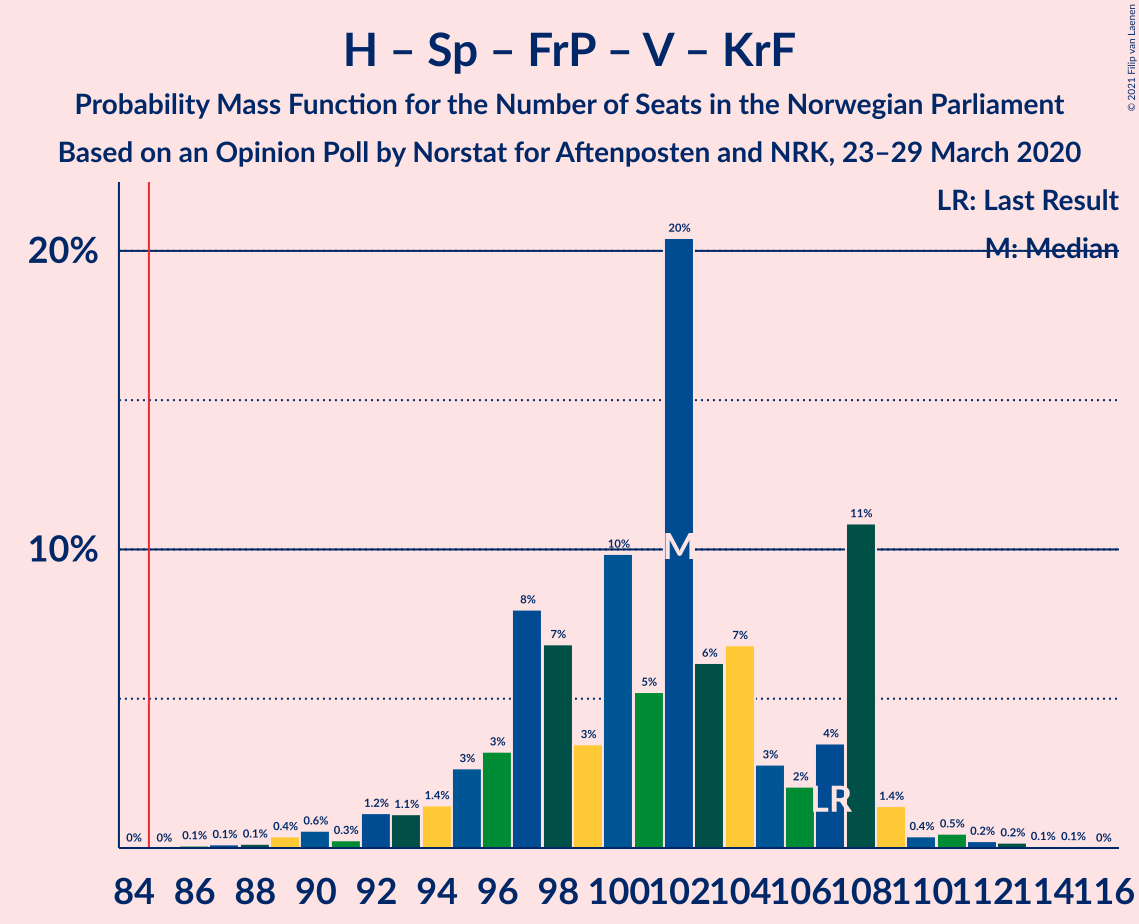 H – Sp – FrP – V – KrF
Probability Mass Function for the Number of Seats in the Norwegian Parliament
Based on an Opinion Poll by Norstat for Aftenposten and NRK, 23–29 March 2020
© 2021 Filip van Laenen
LR: Last Result
M: Median
20%
10%
0% 0% 0.1% 0.1% 0.1% 0.4% 0.6% 0.3% 1.2% 1.1% 1.4% 3% 3% 8% 7% 3% 10% 5% 20% 6% 7% 3% 2% 4% 11% 1.4% 0.4% 0.5% 0.2% 0.2% 0.1% 0.1% 0%
M
LR
84 86 88 90 92 94 96 98 100 102 104 106 108 110 112 114 116